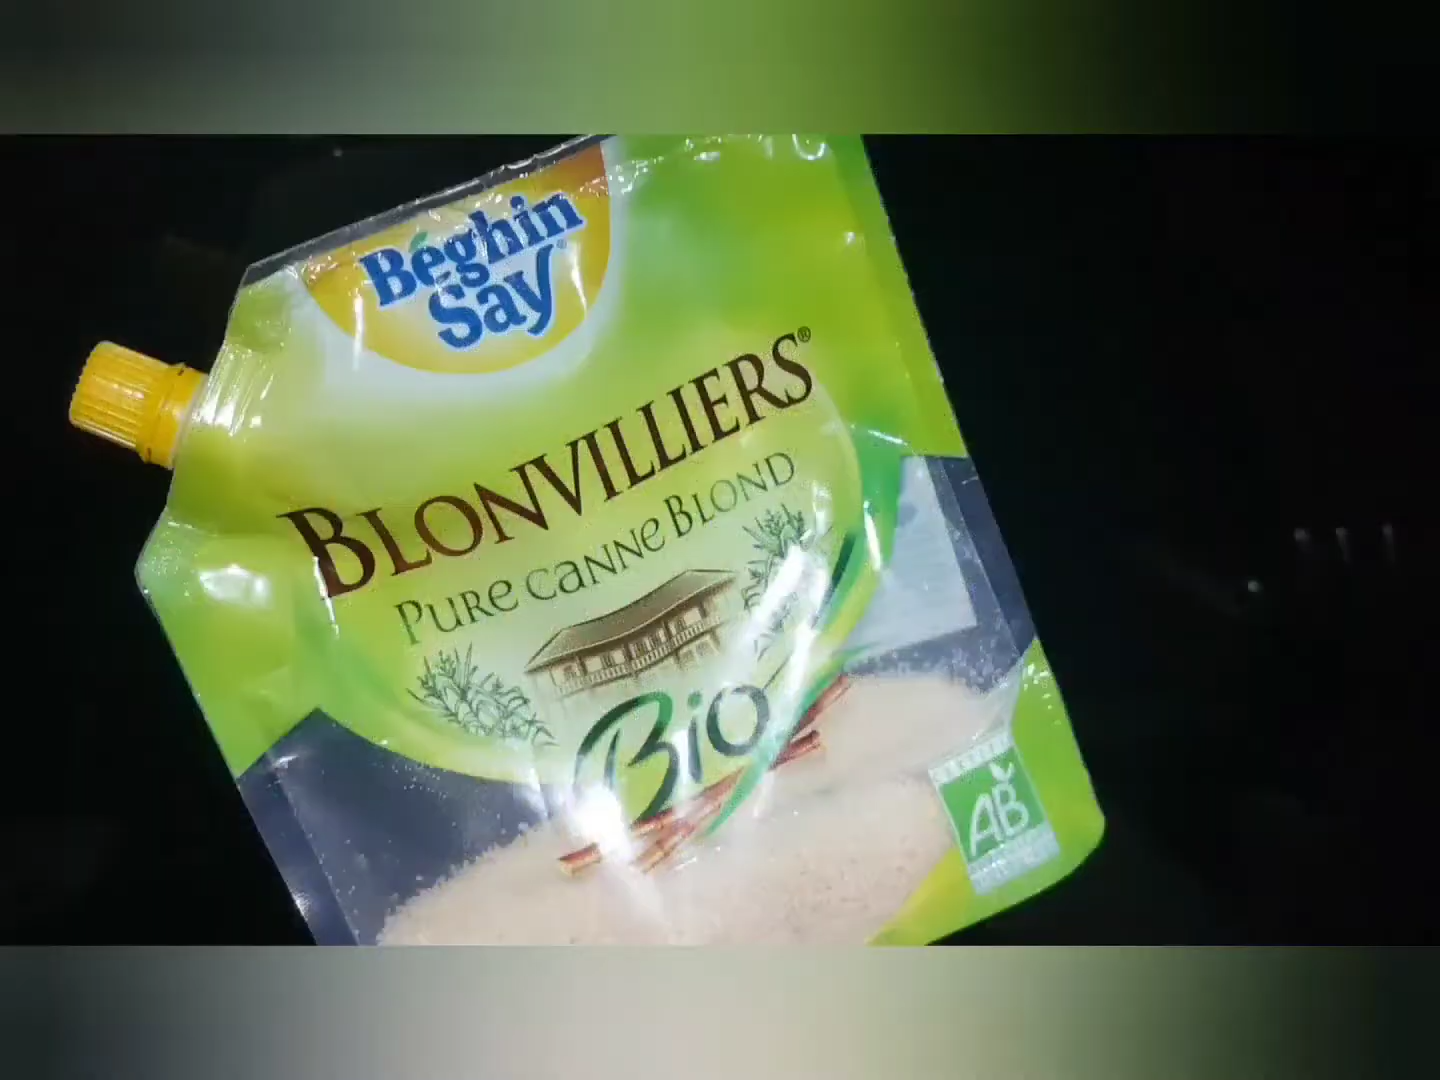 Béghin
Say®
BLONVILLIERS®
PURE CANNE BLOND
Bio
AB